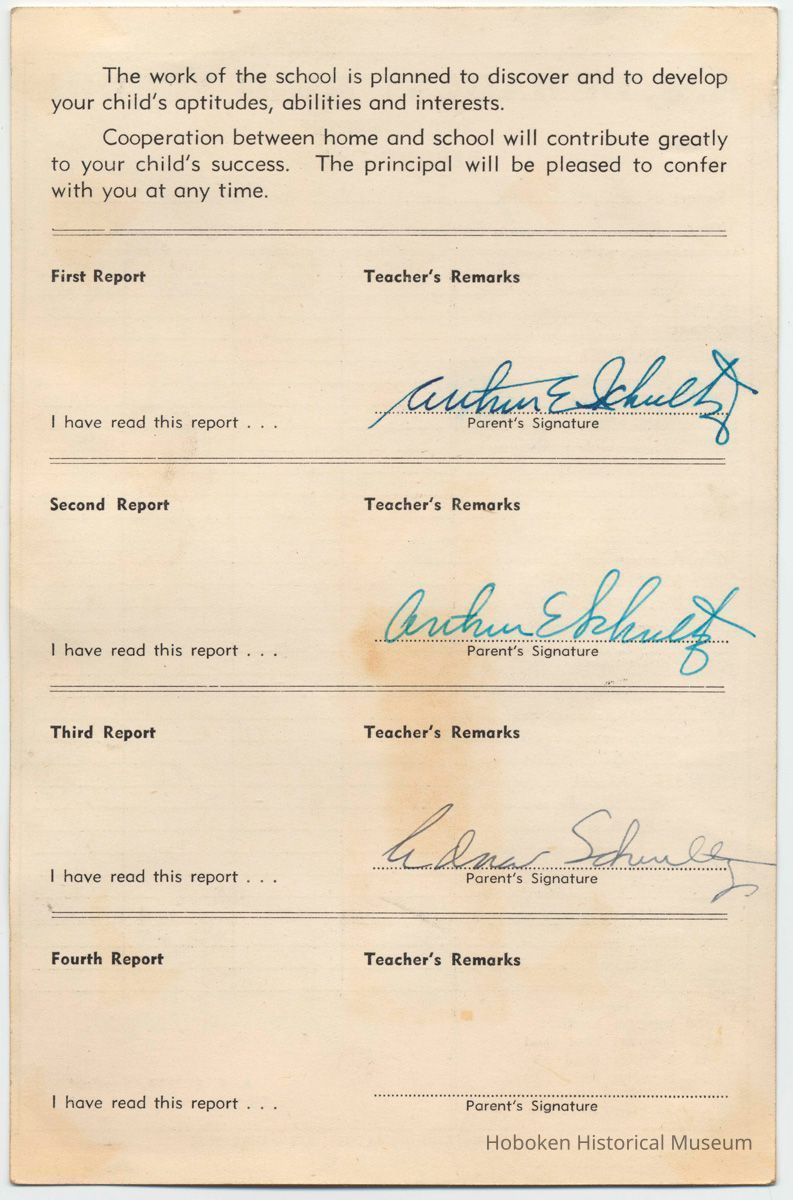 The work of the school is planned to discover and to develop
your child's aptitudes, abilities and interests.
Cooperation between home and school will contribute greatly
to your child's success. The principal will be pleased to confer
with you at any time.
First Report Teacher's Remarks
Arthur E Schultz
I have read this report . . . Parent's Signature
Second Report Teacher's Remarks
Arthur E Schultz
I have read this report . . . Parent's Signature
Third Report Teacher's Remarks
Edna Schultz
I have read this report . . . Parent's Signature
Fourth Report Teacher's Remarks
I have read this report . . . Parent's Signature
Hoboken Historical Museum